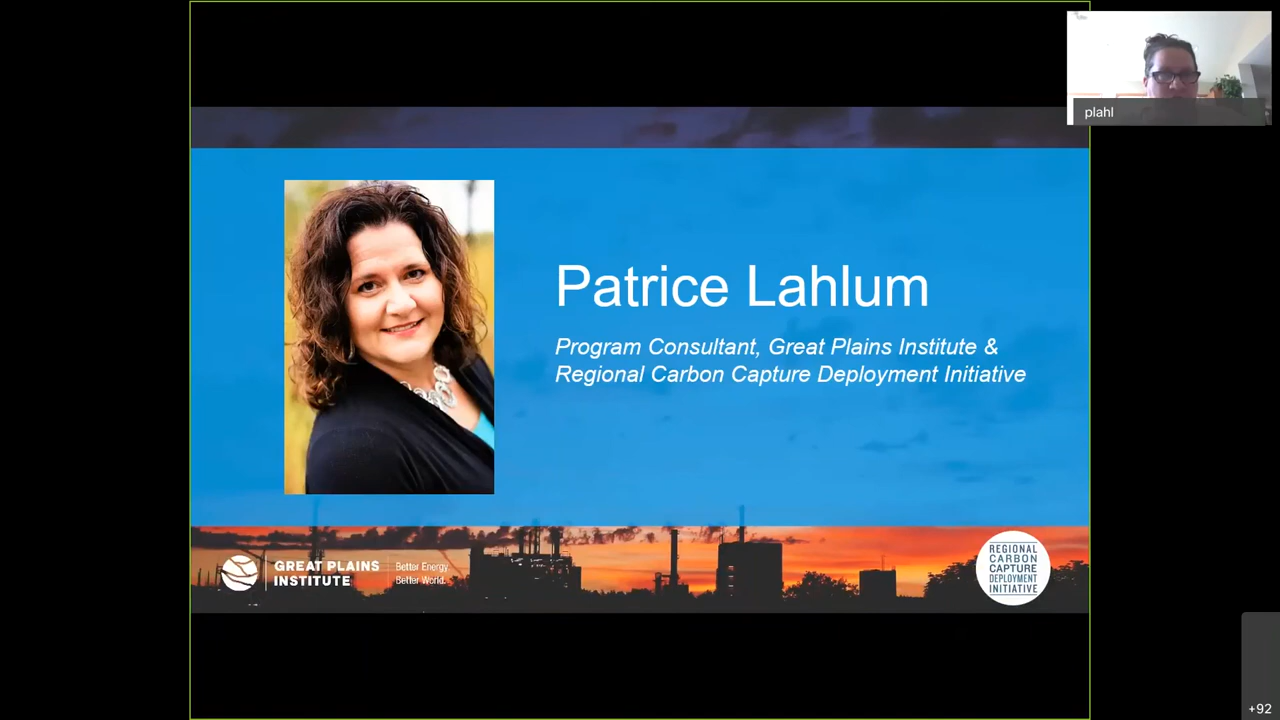 plahl
Patrice Lahlum
Program Consultant, Great Plains Institute &
Regional Carbon Capture Deployment Initiative
GREAT PLAINS
INSTITUTE
Better Energy.
Better World.
REGIONAL
CARBON
CAPTURE
DEPLOYMENT
INITIATIVE
+92